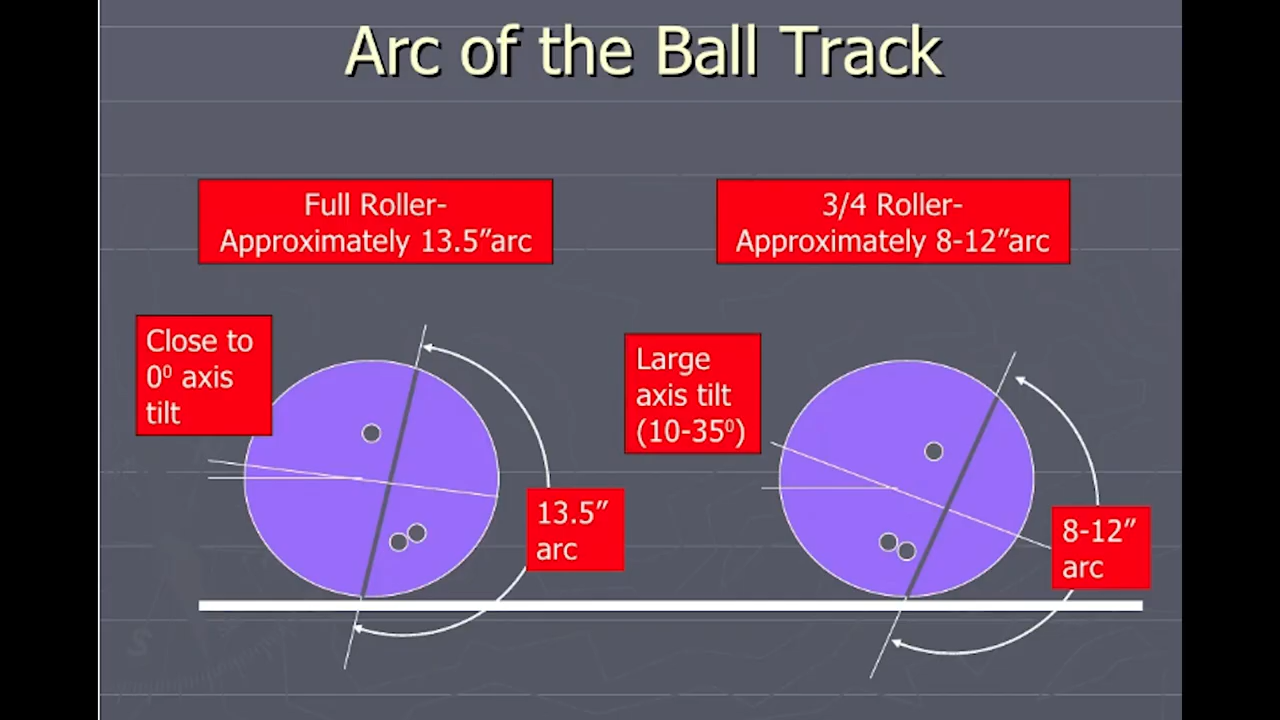 Arc of the Ball Track
Full Roller-
Approximately 13.5”arc
3/4 Roller-
Approximately 8-12”arc
Close to
0⁰ axis
tilt
Large
axis tilt
(10-35⁰)
13.5”
arc
8-12”
arc
S